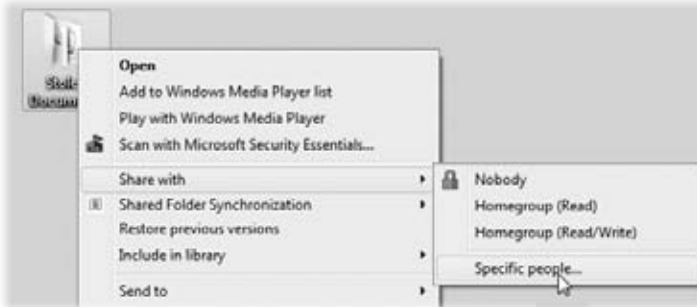 Open
Add to Windows Media Player list
Play with Windows Media Player
Scan with Microsoft Security Essentials...
Share with
Shared Folder Synchronization
Restore previous versions
Include in library
Send to
Nobody
Homegroup (Read)
Homegroup (Read/Write)
Specific people...